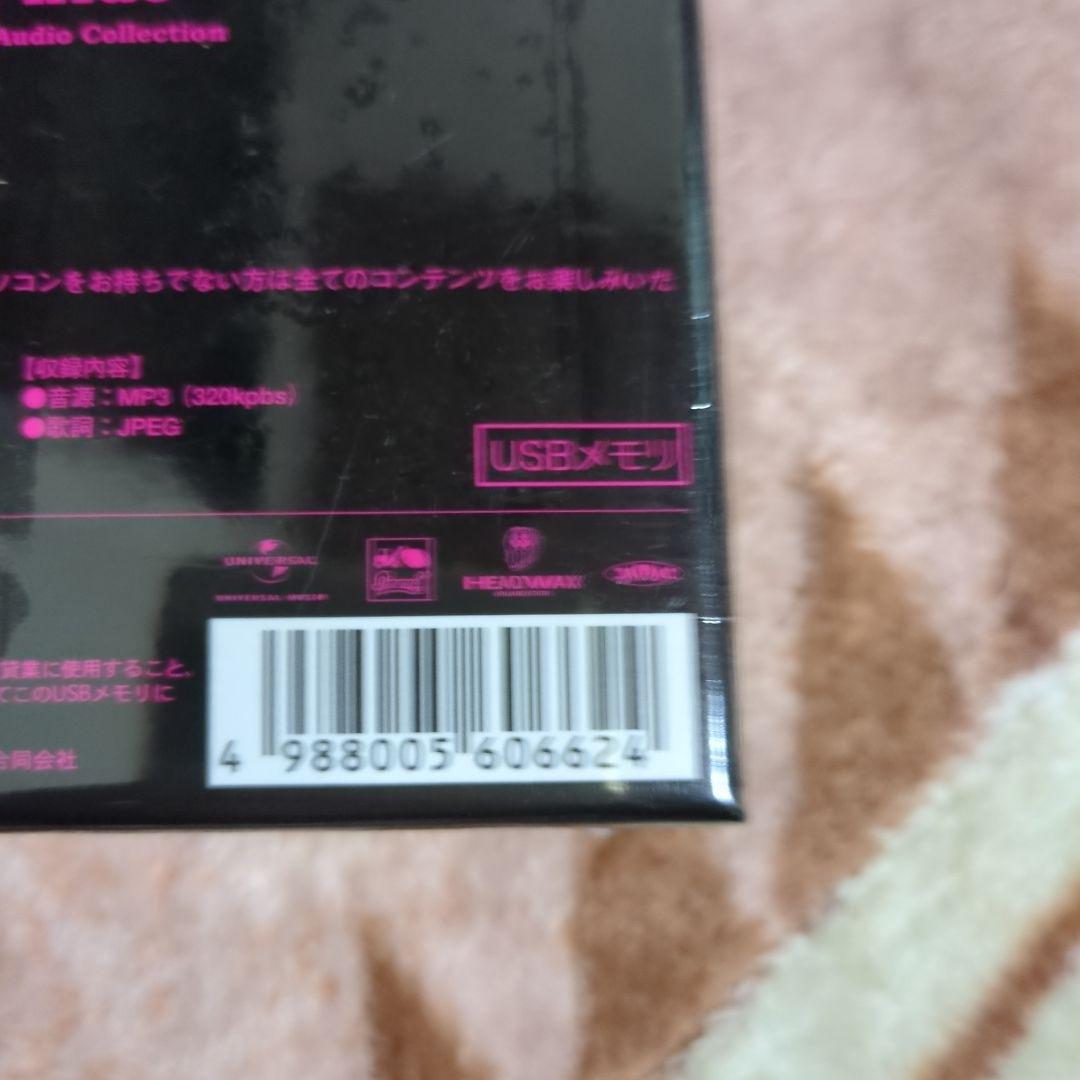 Audio Collection
ソコンをお持ちでない方は全てのコンテンツをお楽しみいた
【収録内容】
●音源：MP3（320kpbs）
●歌詞：JPEG
USBメモリ
UNIVERSAL
UNIVERSAL MUSIC
貸業に使用すること、
てこのUSBメモリに
合同会社
4 988005 606624